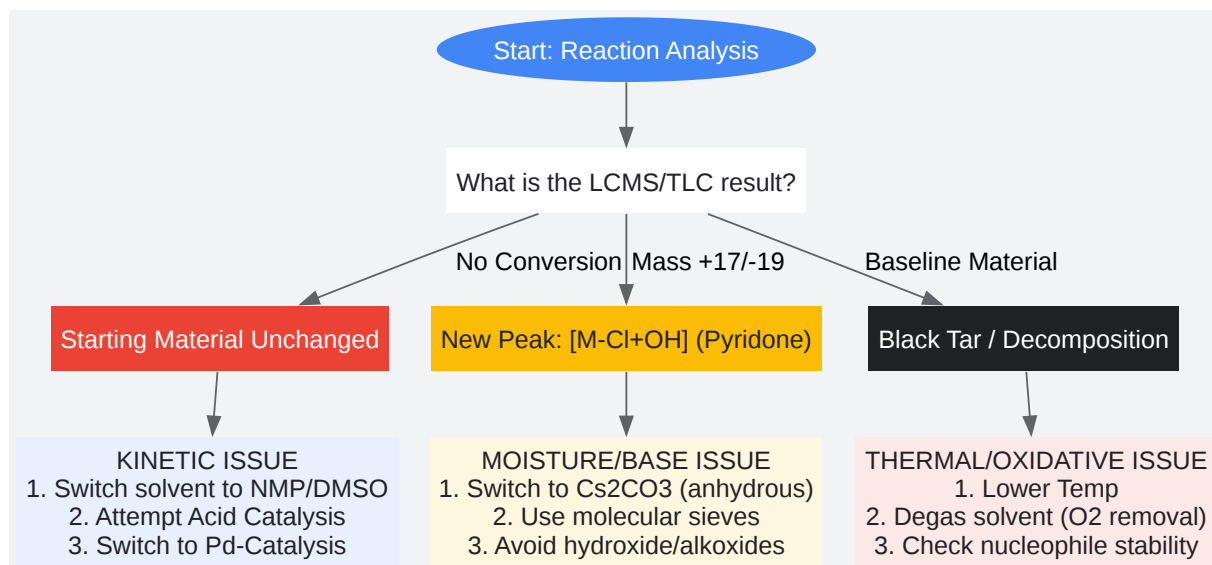 Start: Reaction Analysis
What is the LCMS/TLC result?
No Conversion
Mass +17/-19
Baseline Material
Starting Material Unchanged
New Peak: [M-Cl+OH] (Pyridone)
Black Tar / Decomposition
KINETIC ISSUE
1. Switch solvent to NMP/DMSO
2. Attempt Acid Catalysis
3. Switch to Pd-Catalysis
MOISTURE/BASE ISSUE
1. Switch to Cs2CO3 (anhydrous)
2. Use molecular sieves
3. Avoid hydroxide/alkoxides
THERMAL/OXIDATIVE ISSUE
1. Lower Temp
2. Degas solvent (O2 removal)
3. Check nucleophile stability